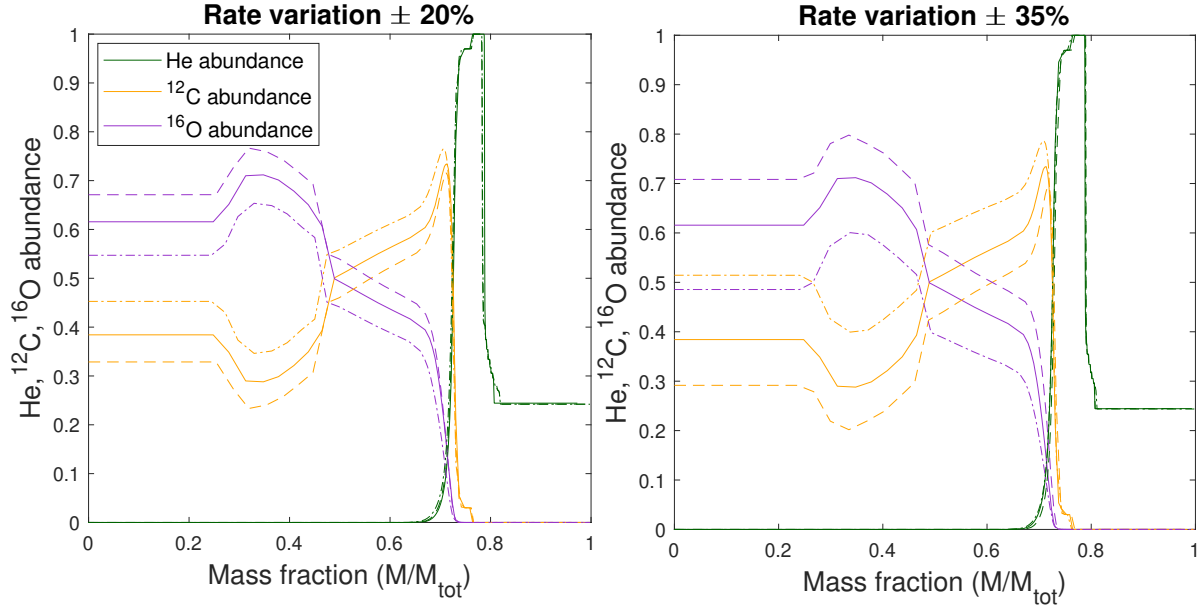 Rate variation ± 20%
He abundance
¹²C abundance
¹⁶O abundance
He, ¹²C, ¹⁶O abundance
1
0.9
0.8
0.7
0.6
0.5
0.4
0.3
0.2
0.1
0
0 0.2 0.4 0.6 0.8 1
Mass fraction (M/M_tot)
Rate variation ± 35%
He, ¹²C, ¹⁶O abundance
1
0.9
0.8
0.7
0.6
0.5
0.4
0.3
0.2
0.1
0
0 0.2 0.4 0.6 0.8 1
Mass fraction (M/M_tot)